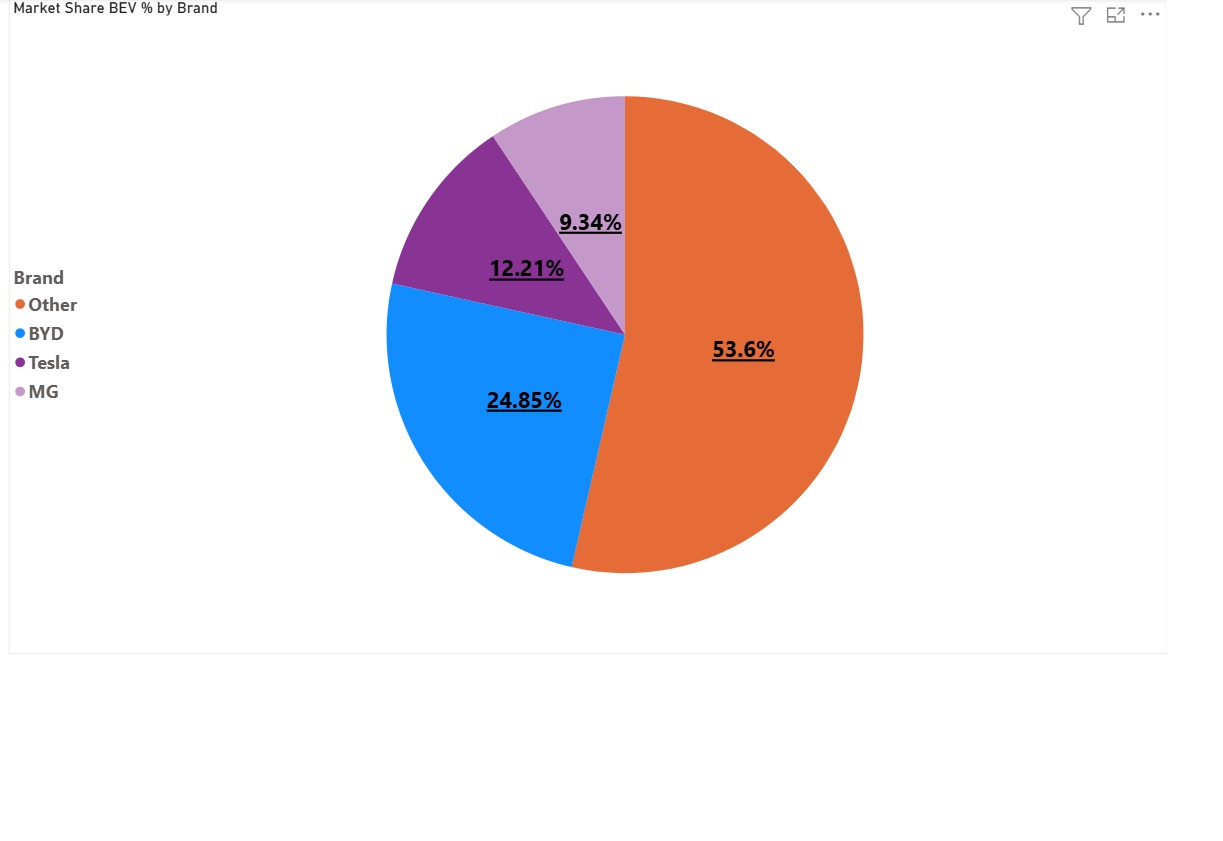 Market Share BEV % by Brand
9.34%
12.21%
Brand
Other
BYD
53.6%
Tesla
MG
24.85%